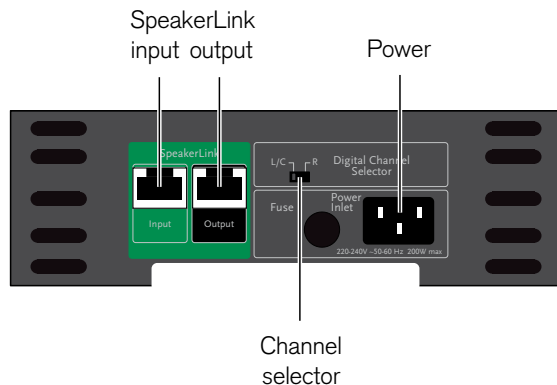 SpeakerLink
input output
Power
SpeakerLink
L/C
R
Digital Channel
Selector
Fuse
Power
Inlet
Input
Output
220-240V ~50-60 Hz 200W max
Channel
selector